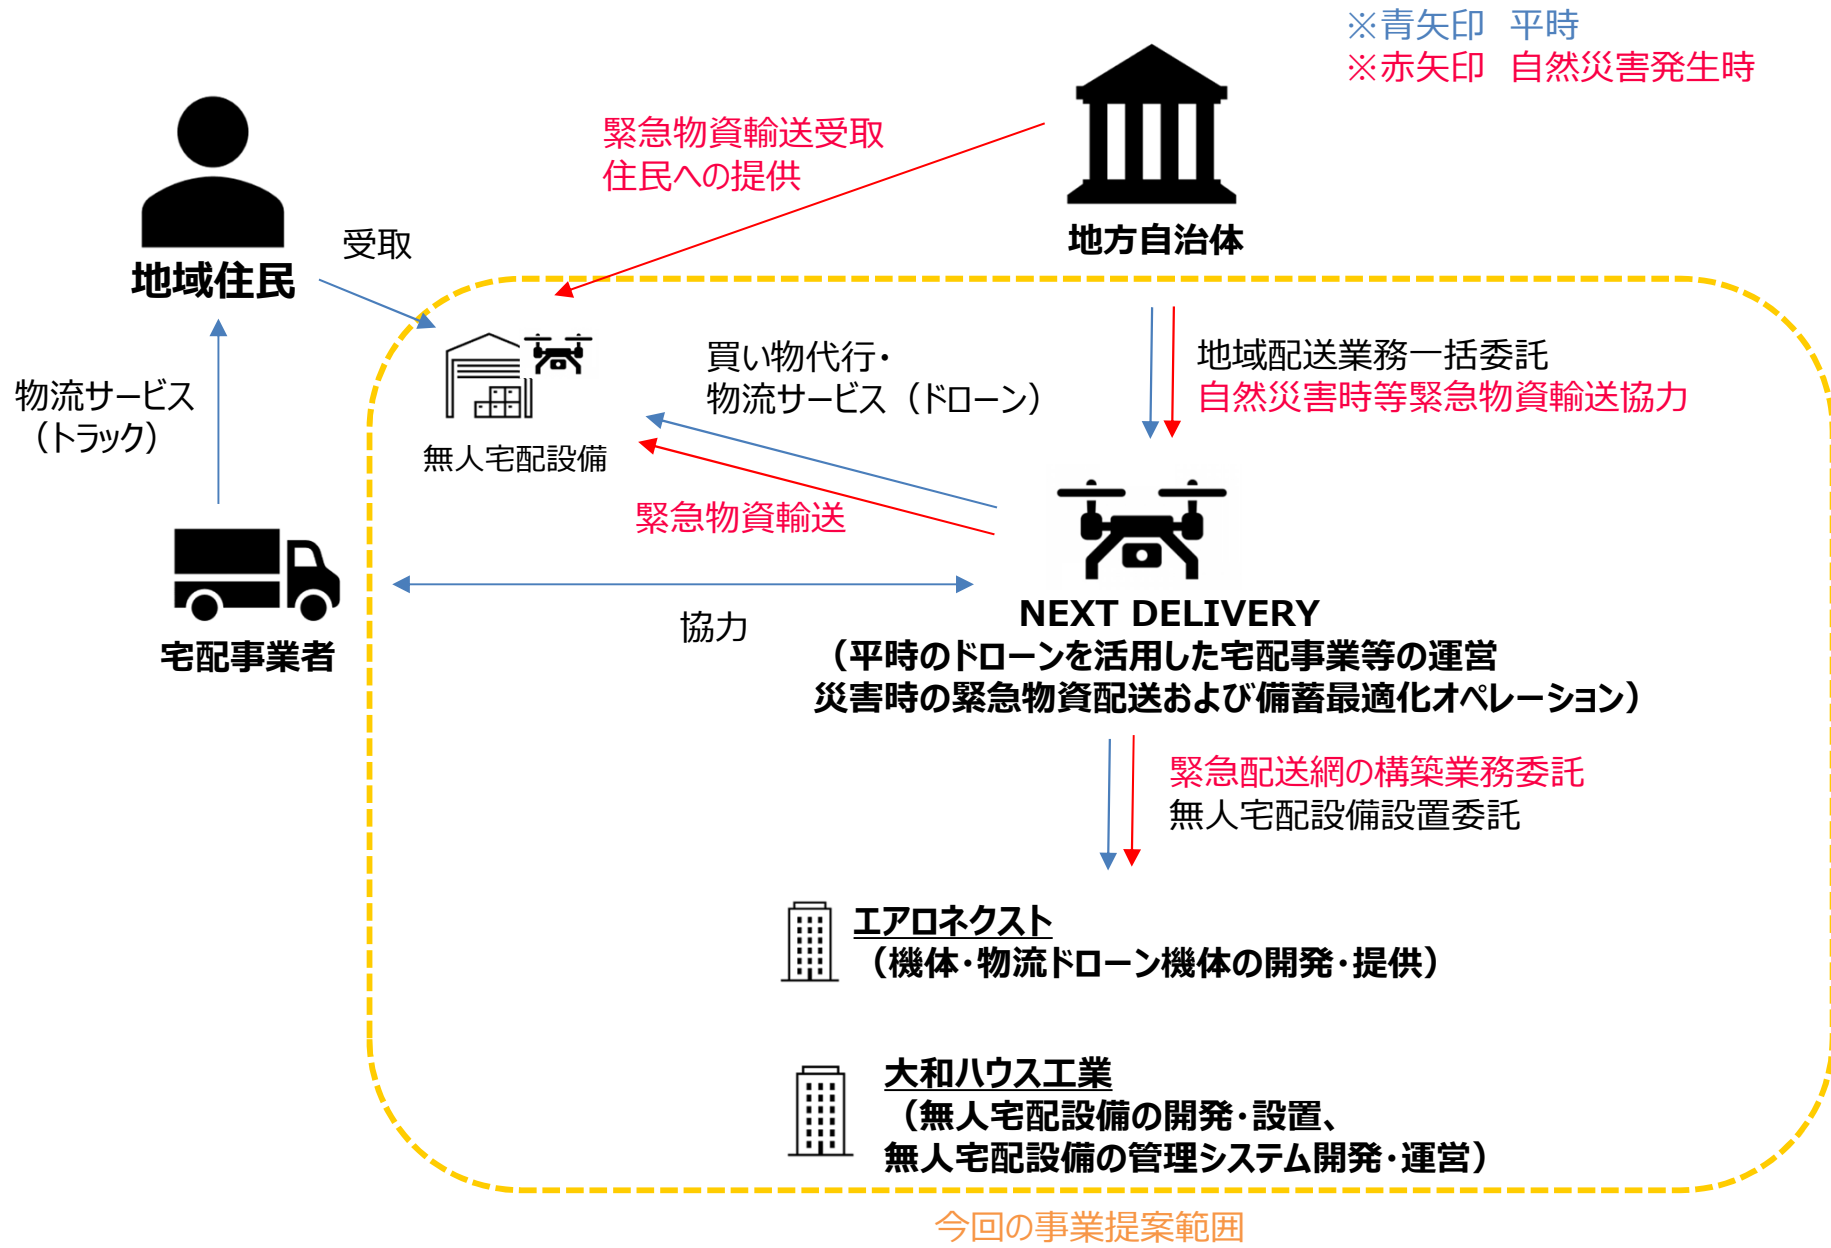 ※青矢印　平時
※赤矢印　自然災害発生時
緊急物資輸送受取
住民への提供
地方自治体
受取
地域住民
買い物代行・
物流サービス（ドローン）
地域配送業務一括委託
自然災害時等緊急物資輸送協力
物流サービス
（トラック）
無人宅配設備
緊急物資輸送
協力
宅配事業者
NEXT DELIVERY
（平時のドローンを活用した宅配事業等の運営
災害時の緊急物資配送および備蓄最適化オペレーション）
緊急配送網の構築業務委託
無人宅配設備設置委託
エアロネクスト
（機体・物流ドローン機体の開発・提供）
大和ハウス工業
（無人宅配設備の開発・設置、
無人宅配設備の管理システム開発・運営）
今回の事業提案範囲